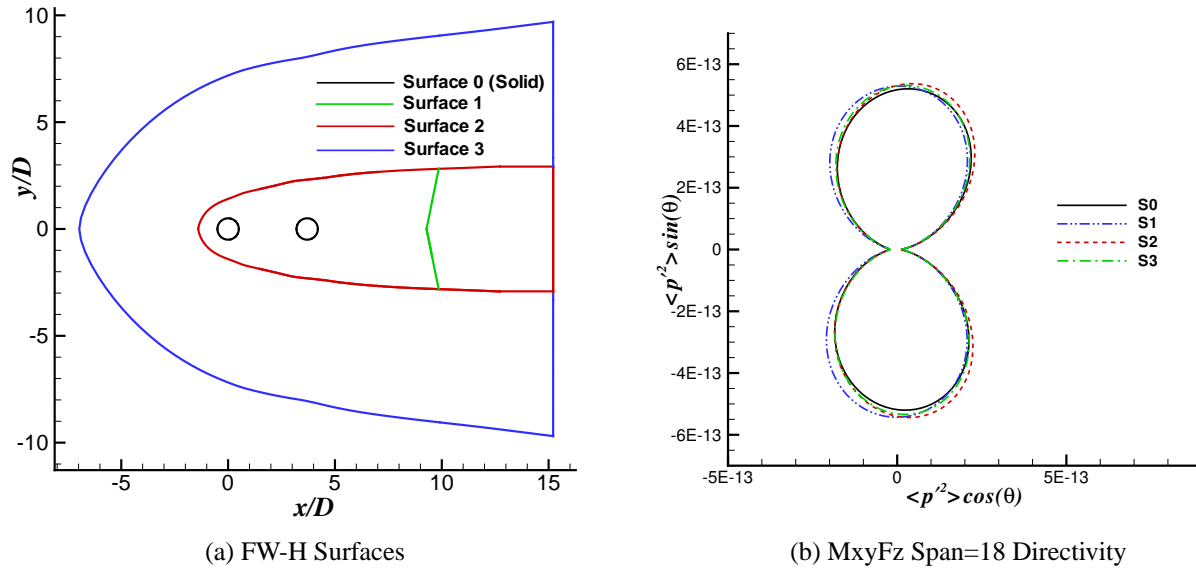 10
5
0
-5
-10
y/D
-5
0
5
10
15
x/D
Surface 0 (Solid)
Surface 1
Surface 2
Surface 3
(a) FW-H Surfaces
6E-13
4E-13
2E-13
0
-2E-13
-4E-13
-6E-13
<p'²>sin(θ)
-5E-13
0
5E-13
<p'²>cos(θ)
S0
S1
S2
S3
(b) MxyFz Span=18 Directivity